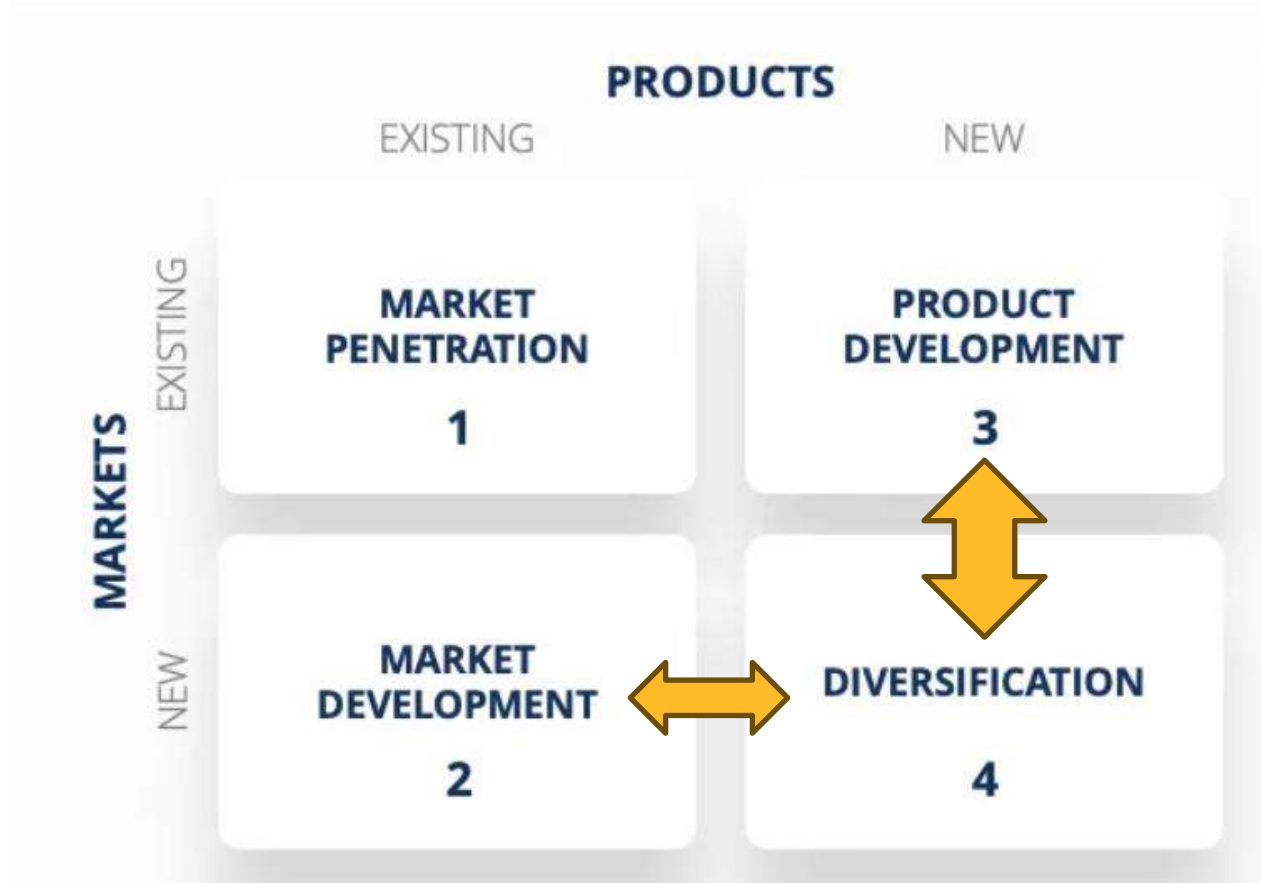 PRODUCTS
EXISTING
NEW
MARKETS
EXISTING
MARKET
PENETRATION
1
PRODUCT
DEVELOPMENT
3
NEW
MARKET
DEVELOPMENT
2
DIVERSIFICATION
4